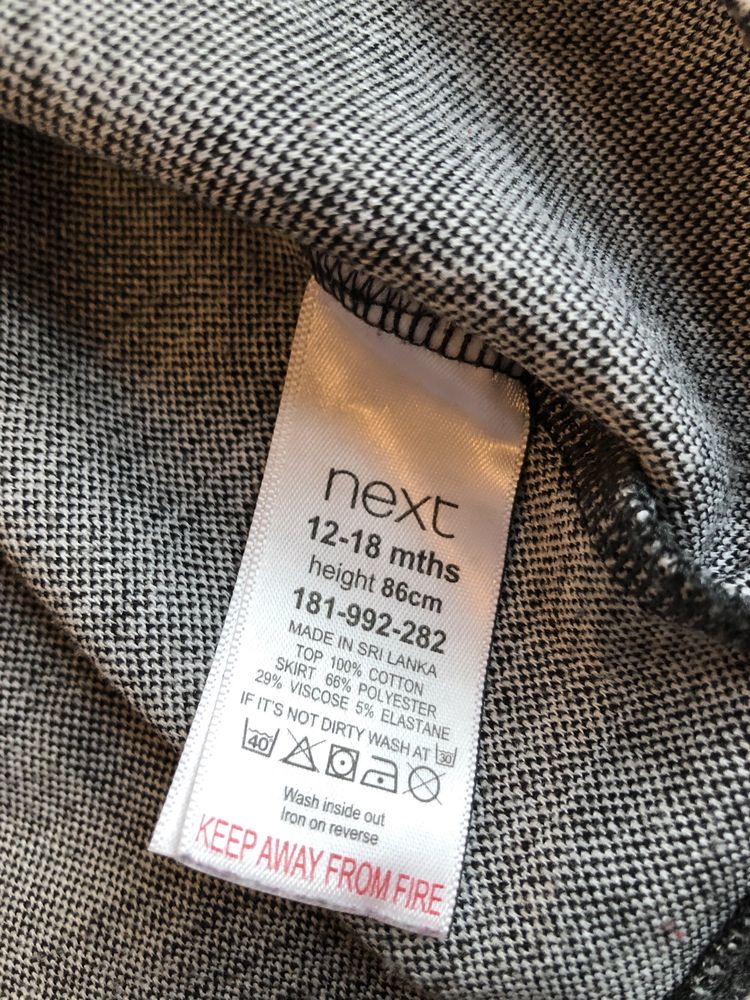 next
12-18 mths
height 86cm
181-992-282
MADE IN SRI LANKA
TOP 100% COTTON
SKIRT 66% POLYESTER
29% VISCOSE 5% ELASTANE
IF IT'S NOT DIRTY WASH AT 30
40
Wash inside out
Iron on reverse
KEEP AWAY FROM FIRE